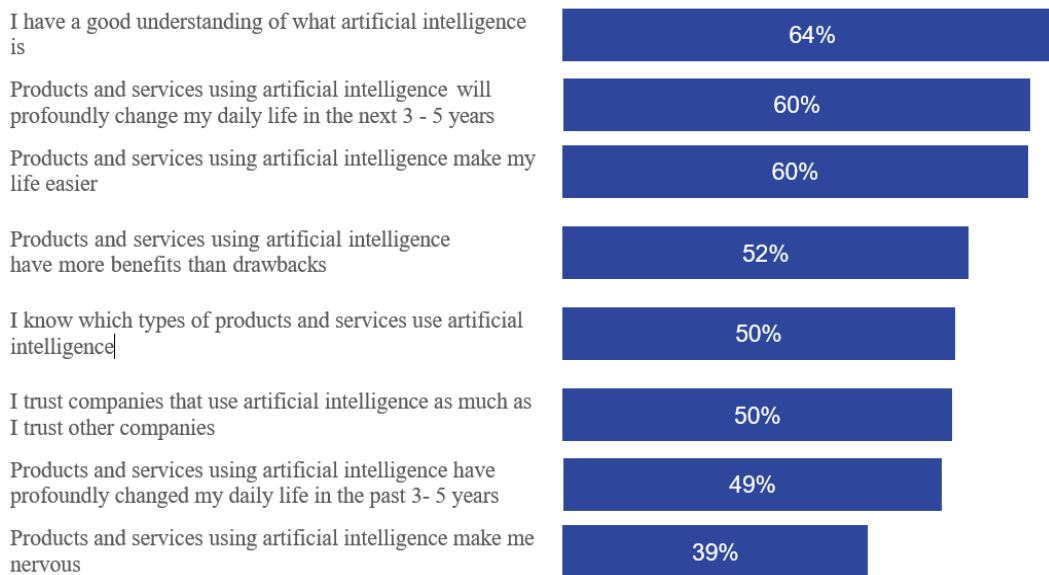 I have a good understanding of what artificial intelligence
is
64%
Products and services using artificial intelligence will
profoundly change my daily life in the next 3 - 5 years
60%
Products and services using artificial intelligence make my
life easier
60%
Products and services using artificial intelligence
have more benefits than drawbacks
52%
I know which types of products and services use artificial
intelligence
50%
I trust companies that use artificial intelligence as much as
I trust other companies
50%
Products and services using artificial intelligence have
profoundly changed my daily life in the past 3- 5 years
49%
Products and services using artificial intelligence make me
nervous
39%